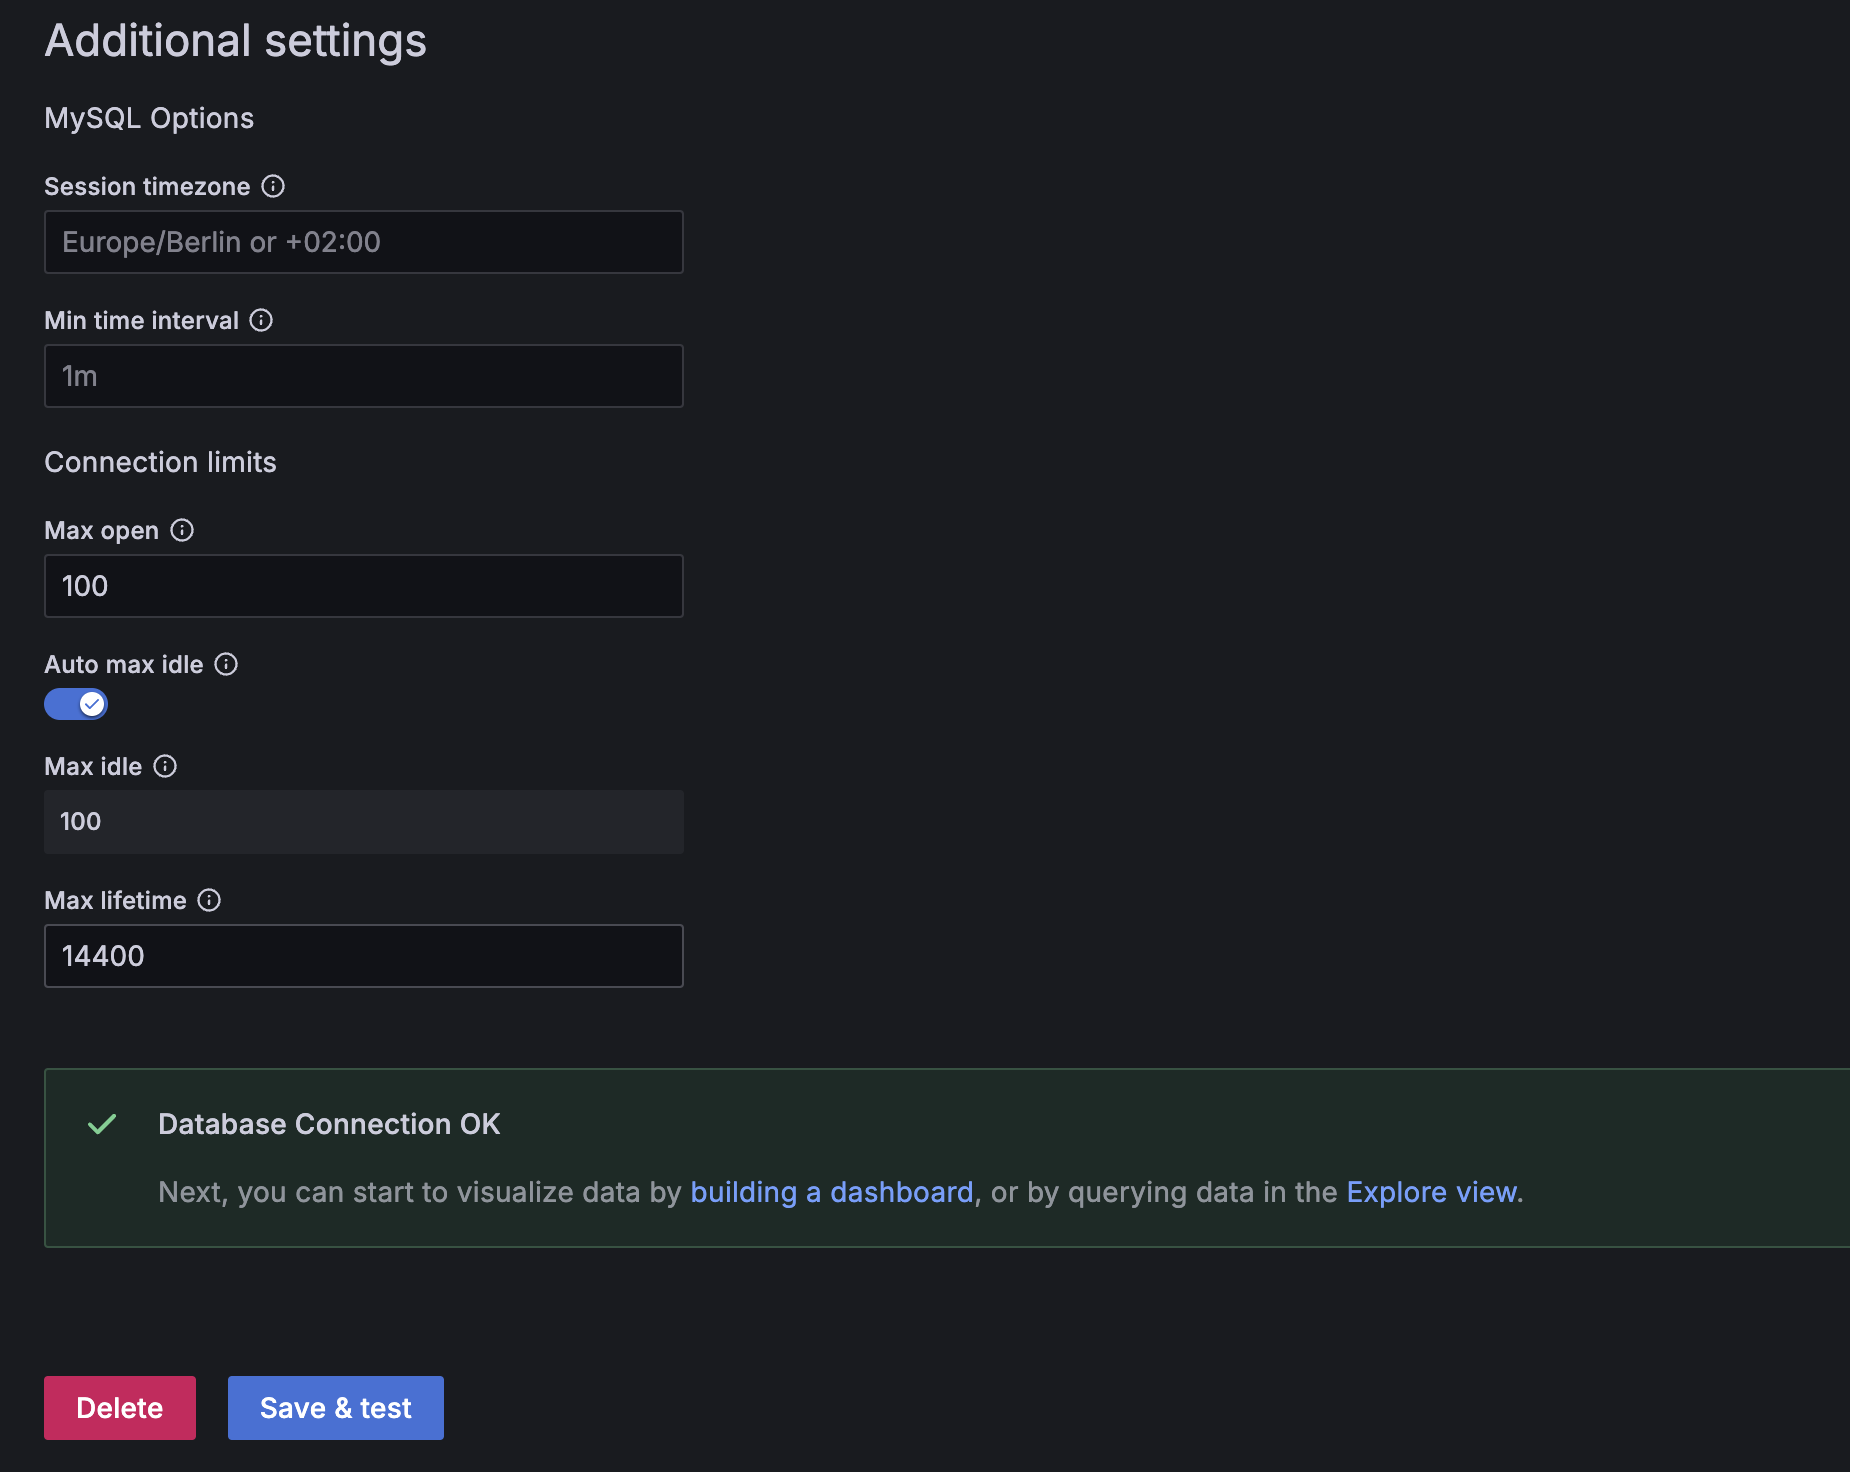 Additional settings
MySQL Options
Session timezone
Europe/Berlin or +02:00
Min time interval
1m
Connection limits
Max open
100
Auto max idle
Max idle
100
Max lifetime
14400
Database Connection OK
Next, you can start to visualize data by building a dashboard, or by querying data in the Explore view.
Delete
Save & test